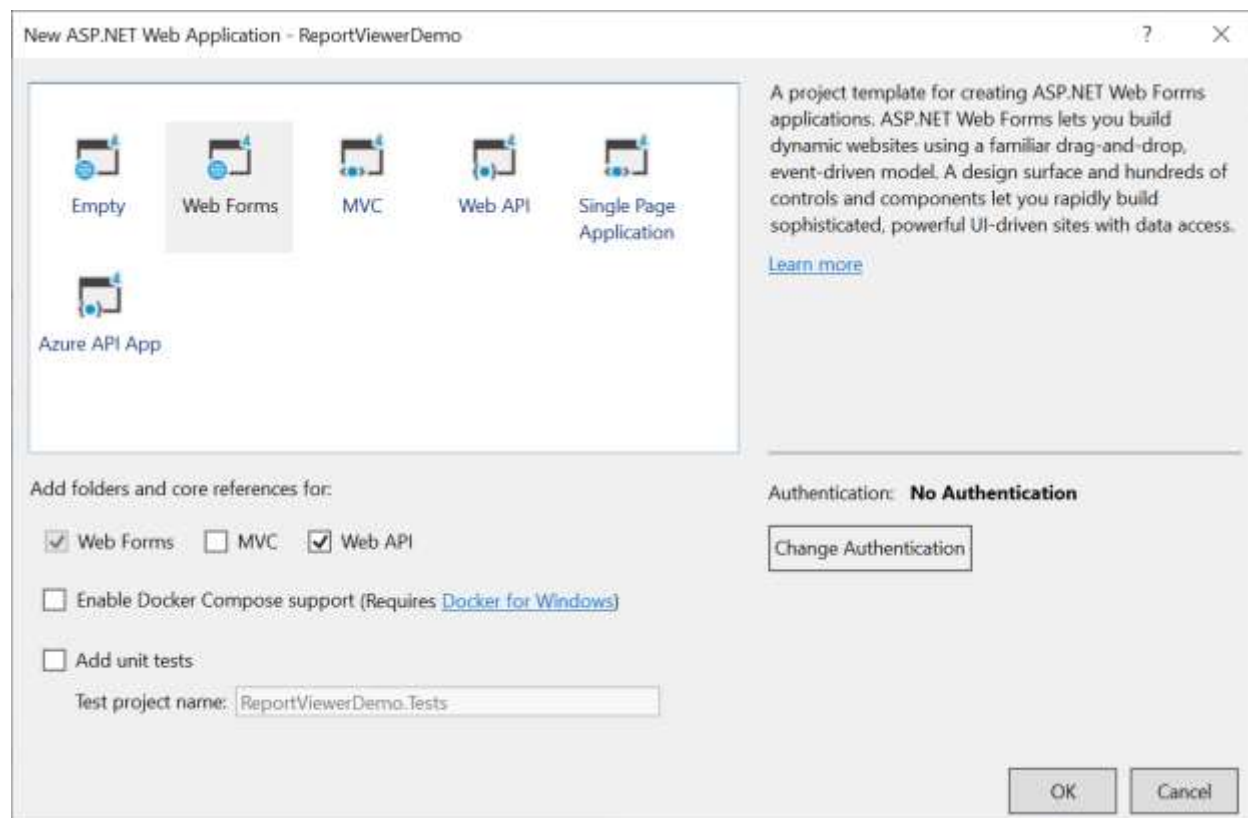 New ASP.NET Web Application - ReportViewerDemo
?
Empty
Web Forms
MVC
Web API
Single Page
Application
Azure API App
A project template for creating ASP.NET Web Forms
applications. ASP.NET Web Forms lets you build
dynamic websites using a familiar drag-and-drop,
event-driven model. A design surface and hundreds of
controls and components let you rapidly build
sophisticated, powerful UI-driven sites with data access.
Learn more
Add folders and core references for:
Web Forms
MVC
Web API
Enable Docker Compose support (Requires Docker for Windows)
Add unit tests
Test project name: ReportViewerDemo.Tests
Authentication: No Authentication
Change Authentication
OK
Cancel